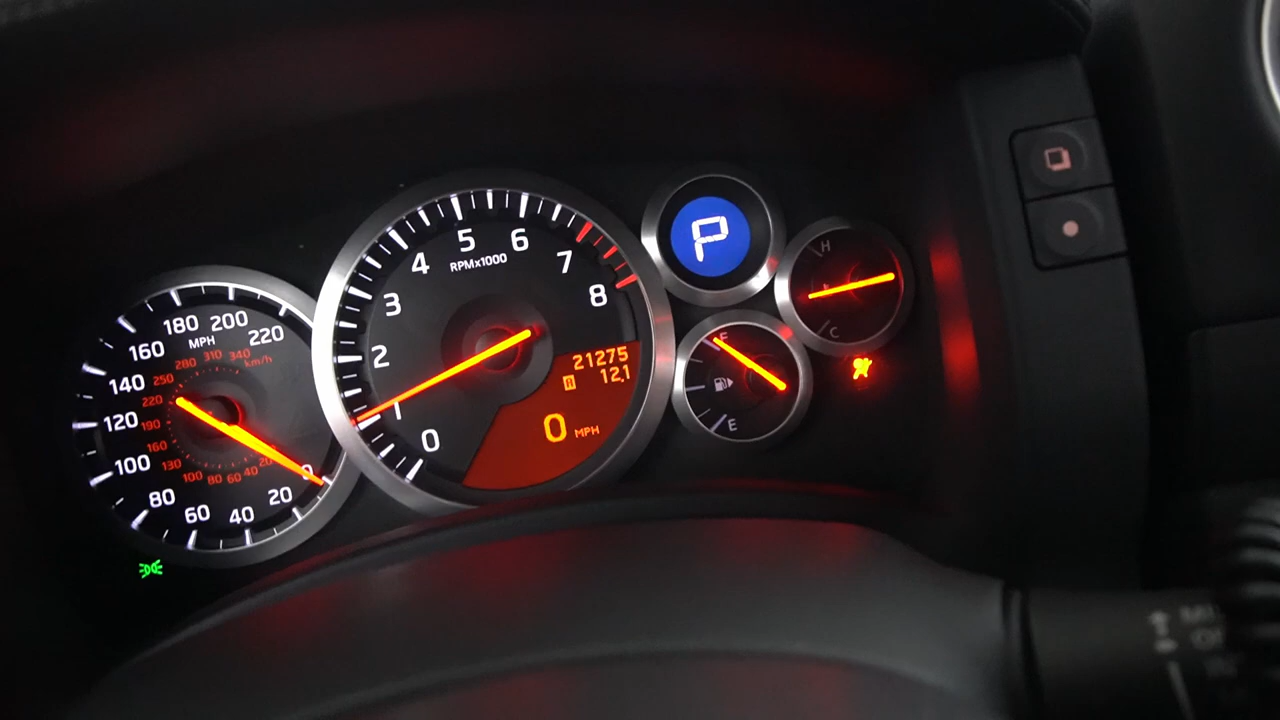 180 200 220
160 MPH
140
120
100
80
60
40
20
0
280 310 340 km/h
250
220
190
160
130
100 80 60 40 20
0 1 2 3 4 5 6 7 8
RPMx1000
21275
A 12.1
0 MPH
P
H
C
F
E